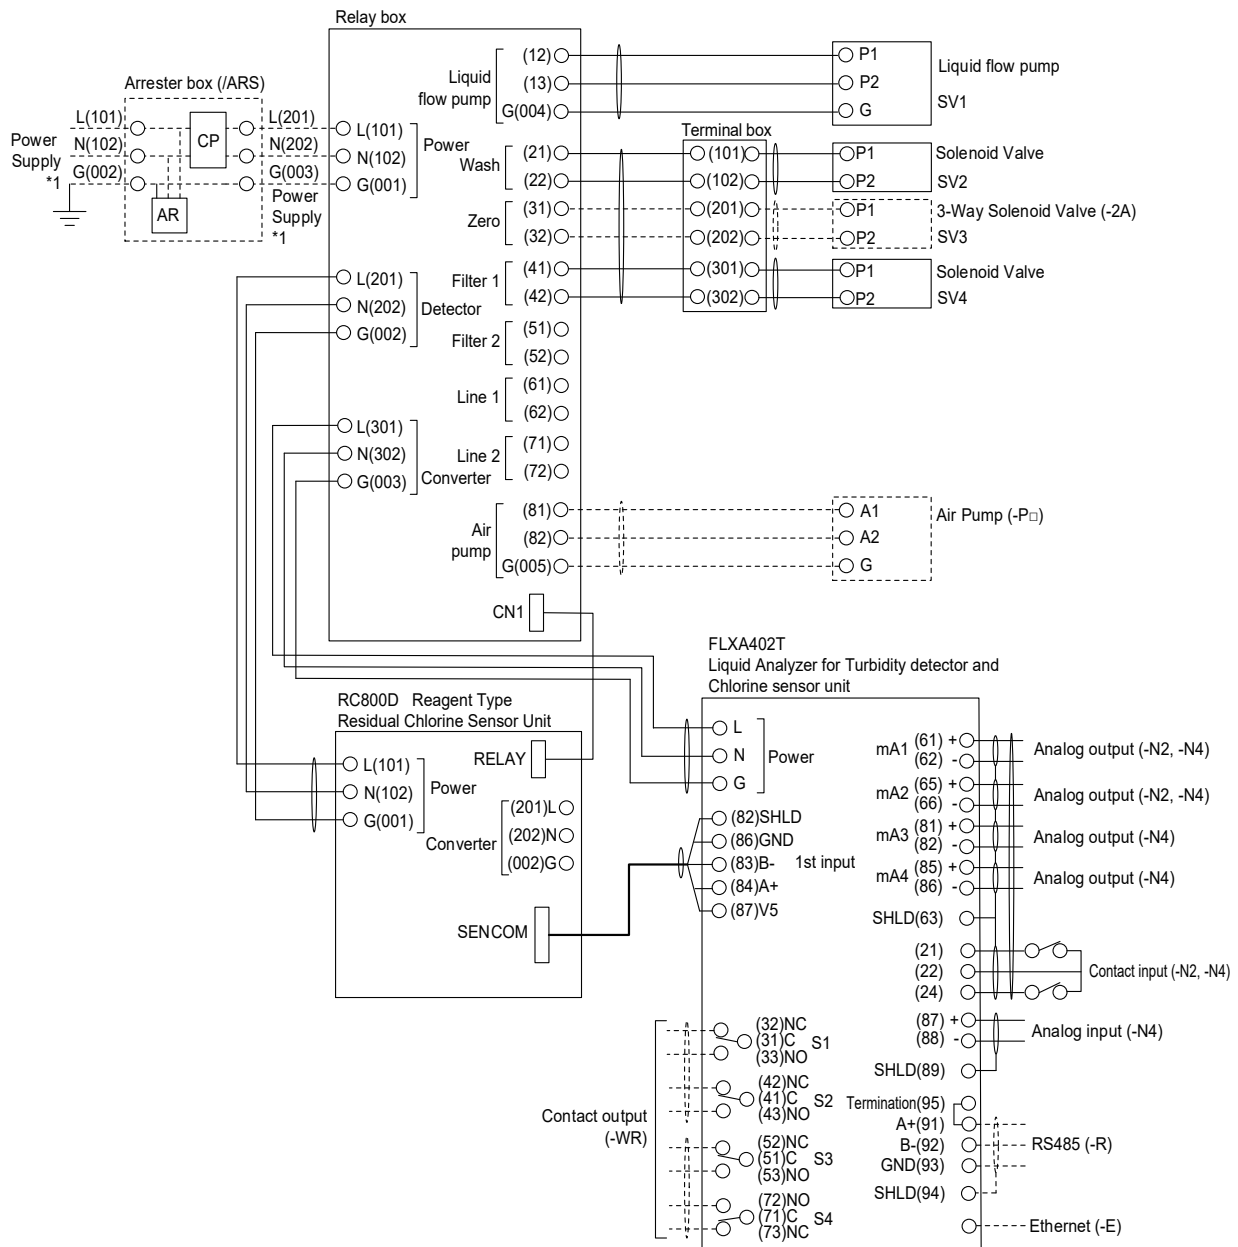 Relay box
(12)
(13)
G(004)
Liquid
flow pump
P1
P2
G
Liquid flow pump
SV1
Arrester box (/ARS)
L(101)
N(102)
G(002)
Power
Supply
*1
CP
AR
L(201)
N(202)
G(003)
Power
Supply
*1
L(101)
N(102)
G(001)
Power
Wash
(21)
(22)
Zero
(31)
(32)
Filter 1
(41)
(42)
Filter 2
(51)
(52)
Line 1
(61)
(62)
Line 2
(71)
(72)
Air
pump
(81)
(82)
G(005)
CN1
Terminal box
(101)
(102)
(201)
(202)
(301)
(302)
P1
P2
Solenoid Valve
SV2
P1
P2
3-Way Solenoid Valve (-2A)
SV3
P1
P2
Solenoid Valve
SV4
L(201)
N(202)
G(002)
Detector
L(301)
N(302)
G(003)
Converter
A1
A2
G
Air Pump (-P□)
RC800D Reagent Type
Residual Chlorine Sensor Unit
L(101)
N(102)
G(001)
Power
RELAY
Converter
(201)L
(202)N
(002)G
SENCOM
FLXA402T
Liquid Analyzer for Turbidity detector and
Chlorine sensor unit
L
N
G
Power
(82)SHLD
(86)GND
(83)B-
(84)A+
(87)V5
1st input
mA1
(61) +
(62) -
Analog output (-N2, -N4)
mA2
(65) +
(66) -
Analog output (-N2, -N4)
mA3
(81) +
(82) -
Analog output (-N4)
mA4
(85) +
(86) -
Analog output (-N4)
SHLD(63)
(21)
(22)
(24)
Contact input (-N2, -N4)
(87) +
(88) -
Analog input (-N4)
SHLD(89)
Termination(95)
A+(91)
B-(92)
GND(93)
SHLD(94)
RS485 (-R)
Ethernet (-E)
Contact output
(-WR)
(32)NC
(31)C
(33)NO
S1
(42)NC
(41)C
(43)NO
S2
(52)NC
(51)C
(53)NO
S3
(72)NO
(71)C
(73)NC
S4